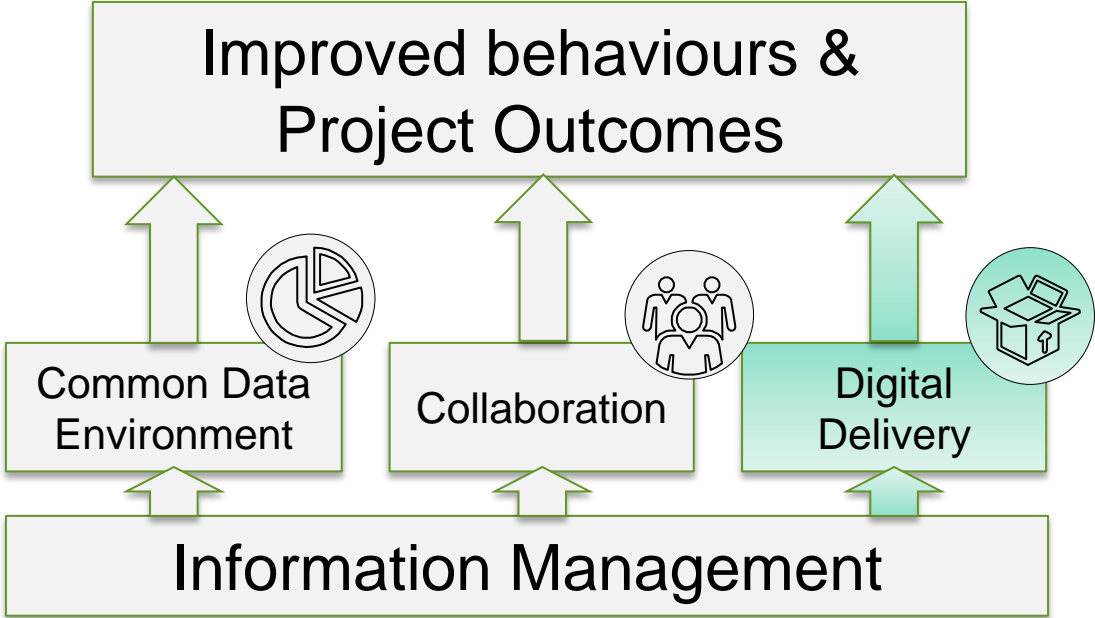 Improved behaviours &
Project Outcomes
Common Data
Environment
Collaboration
Digital
Delivery
Information Management